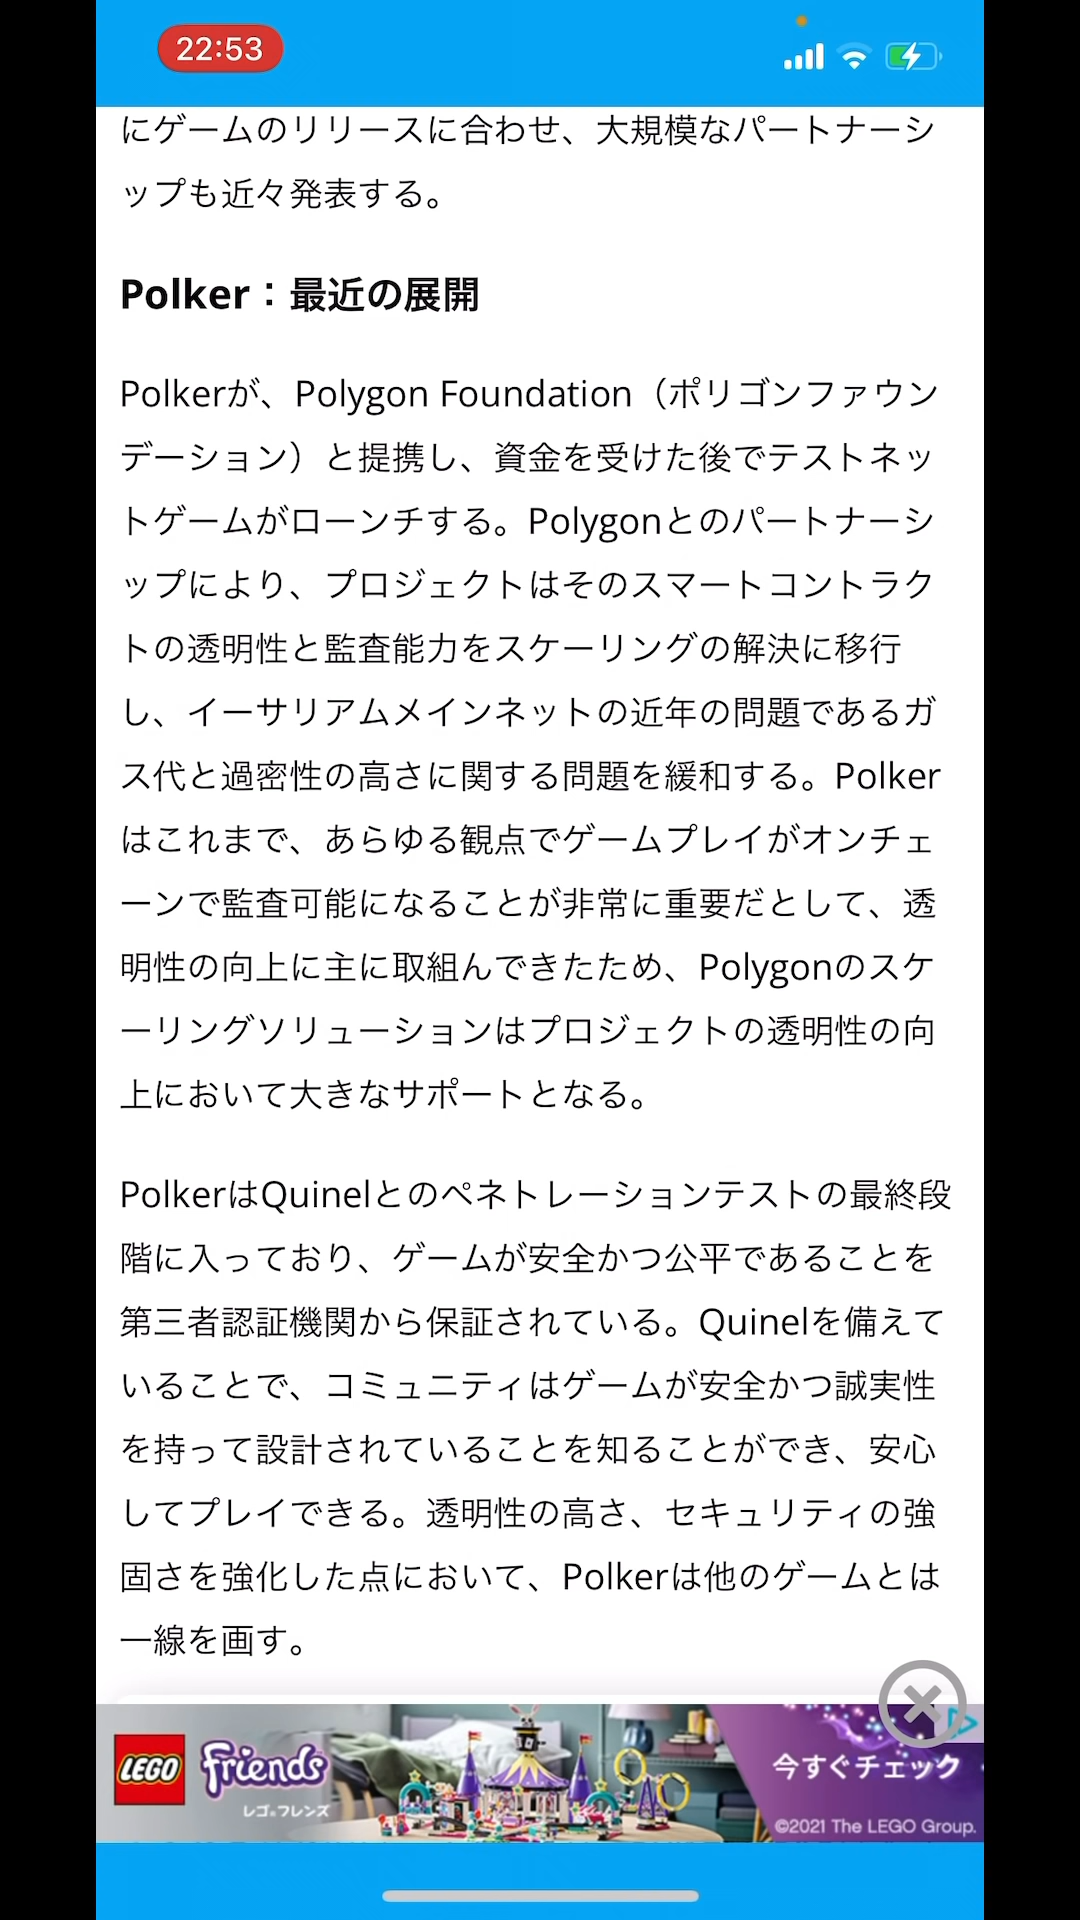 22:53
にゲームのリリースに合わせ、大規模なパートナーシ
ップも近々発表する。
Polker：最近の展開
Polkerが、Polygon Foundation（ポリゴンファウン
デーション）と提携し、資金を受けた後でテストネッ
トゲームがローンチする。Polygonとのパートナーシ
ップにより、プロジェクトはそのスマートコントラク
トの透明性と監査能力をスケーリングの解決に移行
し、イーサリアムメインネットの近年の問題であるガ
ス代と過密性の高さに関する問題を緩和する。Polker
はこれまで、あらゆる観点でゲームプレイがオンチェ
ーンで監査可能になることが非常に重要だとして、透
明性の向上に主に取組んできたため、Polygonのスケ
ーリングソリューションはプロジェクトの透明性の向
上において大きなサポートとなる。
PolkerはQuinelとのペネトレーションテストの最終段
階に入っており、ゲームが安全かつ公平であることを
第三者認証機関から保証されている。Quinelを備えて
いることで、コミュニティはゲームが安全かつ誠実性
を持って設計されていることを知ることができ、安心
してプレイできる。透明性の高さ、セキュリティの強
固さを強化した点において、Polkerは他のゲームとは
一線を画す。
LEGO friends
レゴ®フレンズ
今すぐチェック
©2021 The LEGO Group.